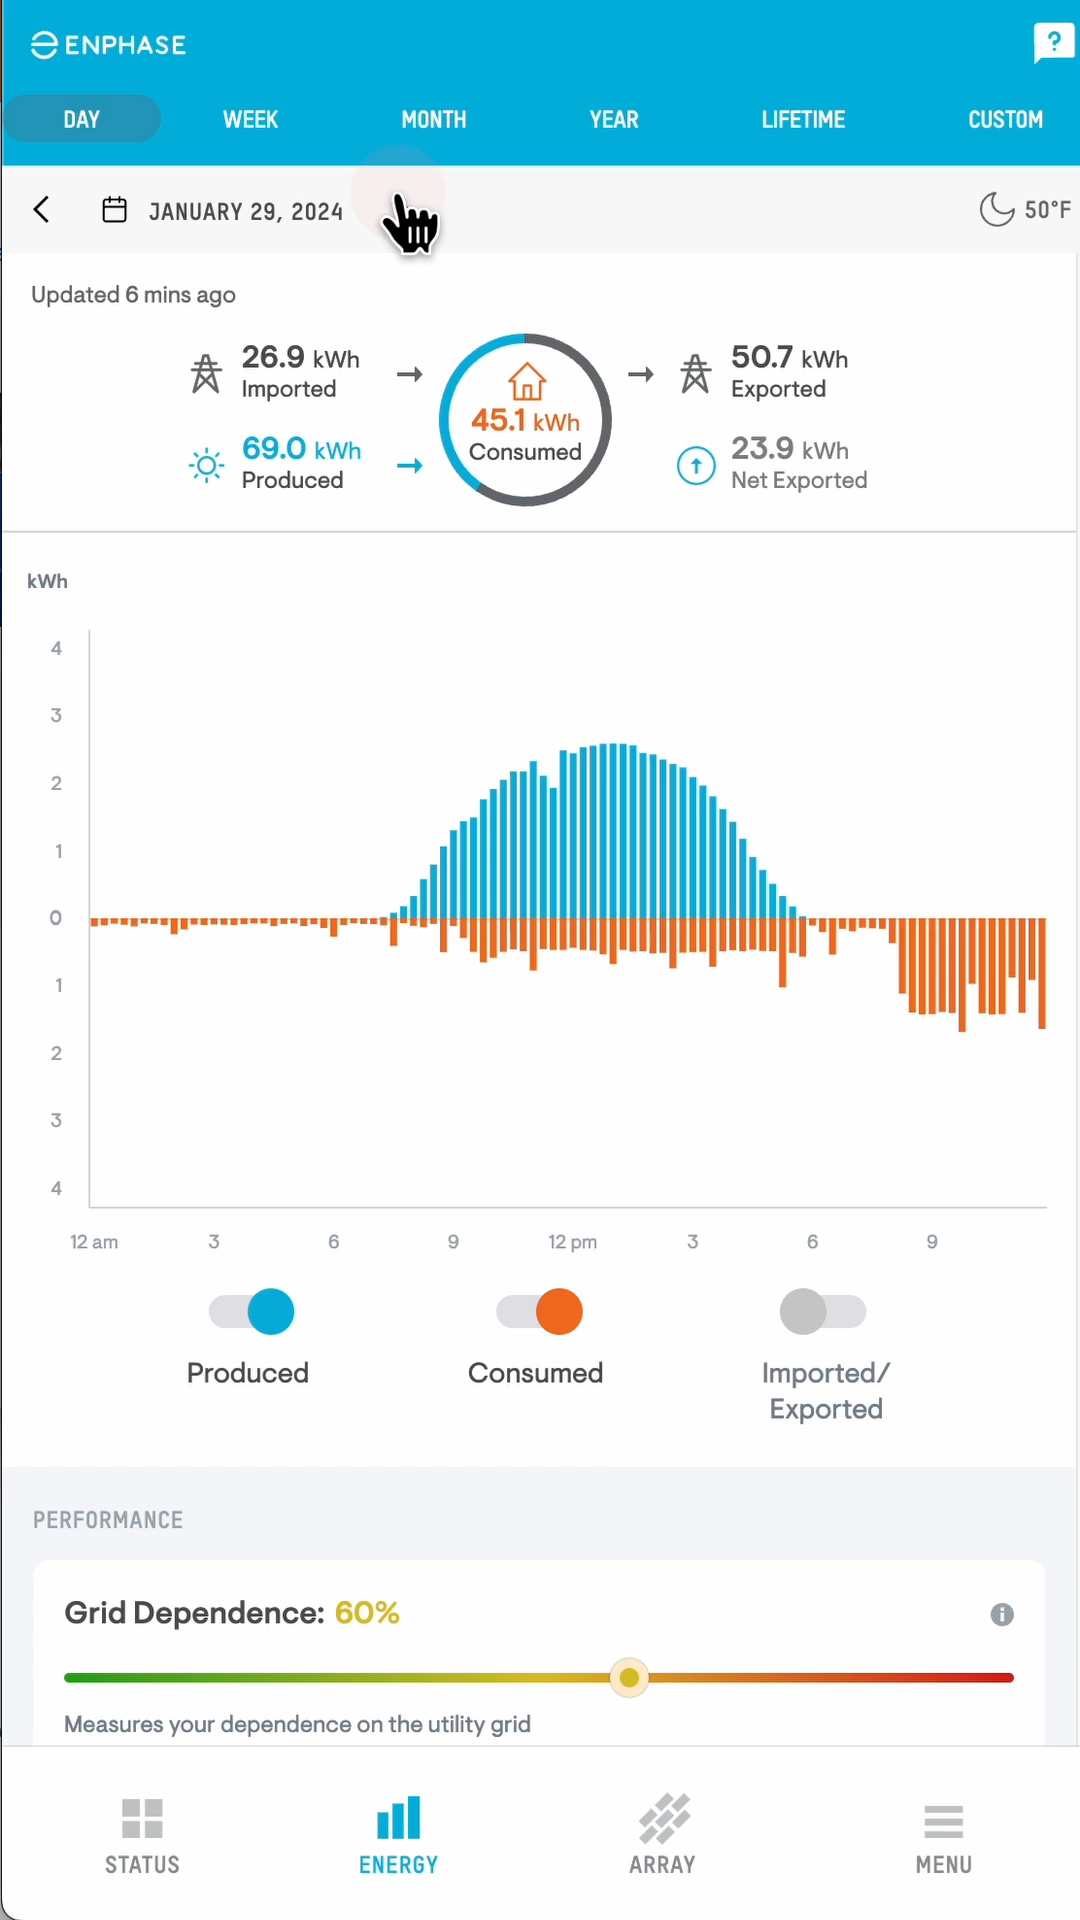 ENPHASE
?
DAY WEEK MONTH YEAR LIFETIME CUSTOM
JANUARY 29, 2024 50°F
Updated 6 mins ago
26.9 kWh
Imported
69.0 kWh
Produced
45.1 kWh
Consumed
50.7 kWh
Exported
23.9 kWh
Net Exported
kWh
4
3
2
1
0
1
2
3
4
12 am 3 6 9 12 pm 3 6 9
Produced
Consumed
Imported/
Exported
PERFORMANCE
Grid Dependence: 60%
i
Measures your dependence on the utility grid
STATUS ENERGY ARRAY MENU